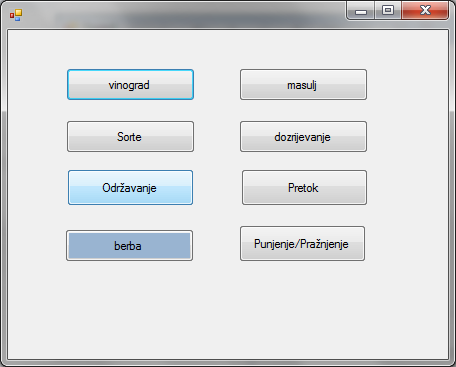 vinograd
masulj
Sorte
dozrijevanje
Održavanje
Pretok
berba
Punjenje/Pražnjenje